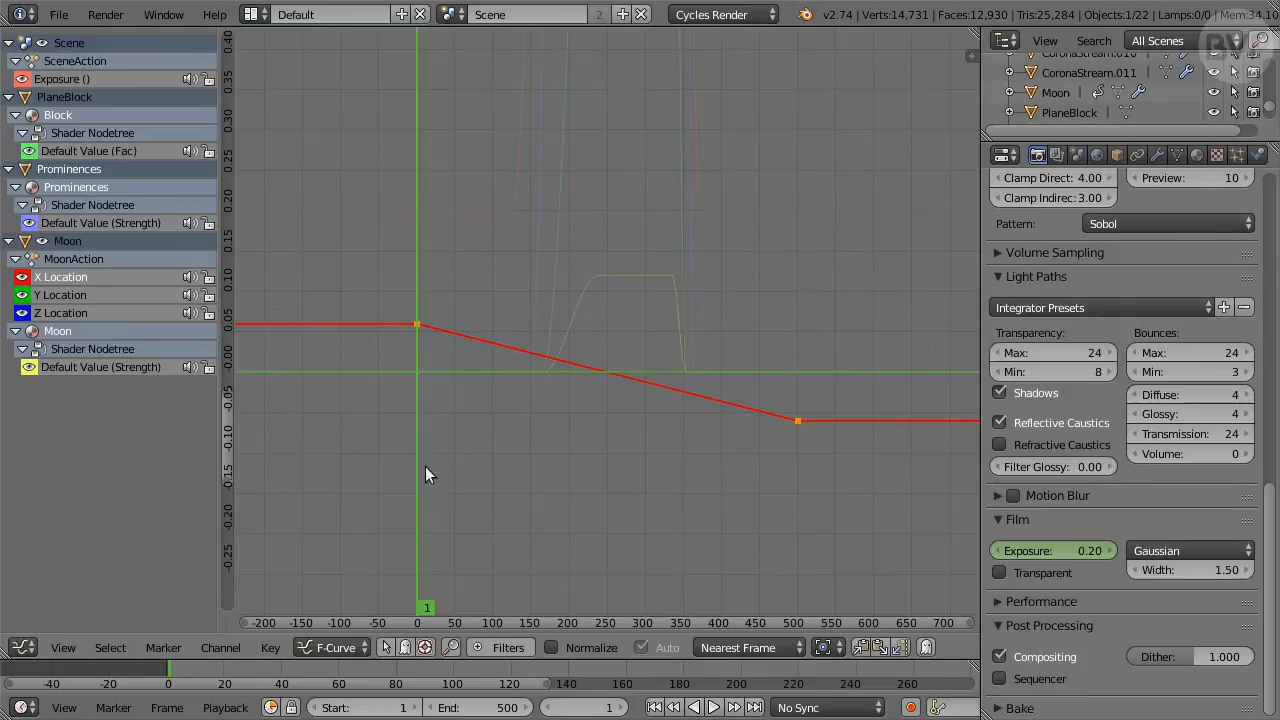 File Render Window Help Default Scene 2 Cycles Render v2.74 | Verts:14,731 | Faces:12,930 | Tris:25,284 | Objects:1/22 | Lamps:0/0 | Mem:34.10
Scene
SceneAction
Exposure ()
PlaneBlock
Block
Shader Nodetree
Default Value (Fac)
Prominences
Prominences
Shader Nodetree
Default Value (Strength)
Moon
MoonAction
X Location
Y Location
Z Location
Moon
Shader Nodetree
Default Value (Strength)
0.40
0.35
0.30
0.25
0.20
0.15
0.10
0.05
-0.00
-0.05
-0.10
-0.15
-0.20
-0.25
1
-200 -150 -100 -50 0 50 100 150 200 250 300 350 400 450 500 550 600 650 700
View Select Marker Channel Key F-Curve Filters Normalize Auto Nearest Frame
-40 -20 0 20 40 60 80 100 120 140 160 180 200 220 240 260
View Marker Frame Playback Start: 1 End: 500 1 No Sync
View Search All Scenes
CoronaStream.010
CoronaStream.011
Moon
PlaneBlock
Clamp Direct: 4.00 Preview: 10
Clamp Indirec: 3.00
Pattern: Sobol
Volume Sampling
Light Paths
Integrator Presets
Transparency: Bounces:
Max: 24 Max: 24
Min: 8 Min: 3
Shadows Diffuse: 4
Reflective Caustics Glossy: 4
Refractive Caustics Transmission: 24
Filter Glossy: 0.00 Volume: 0
Motion Blur
Film
Exposure: 0.20 Gaussian
Transparent Width: 1.50
Performance
Post Processing
Compositing Dither: 1.000
Sequencer
Bake